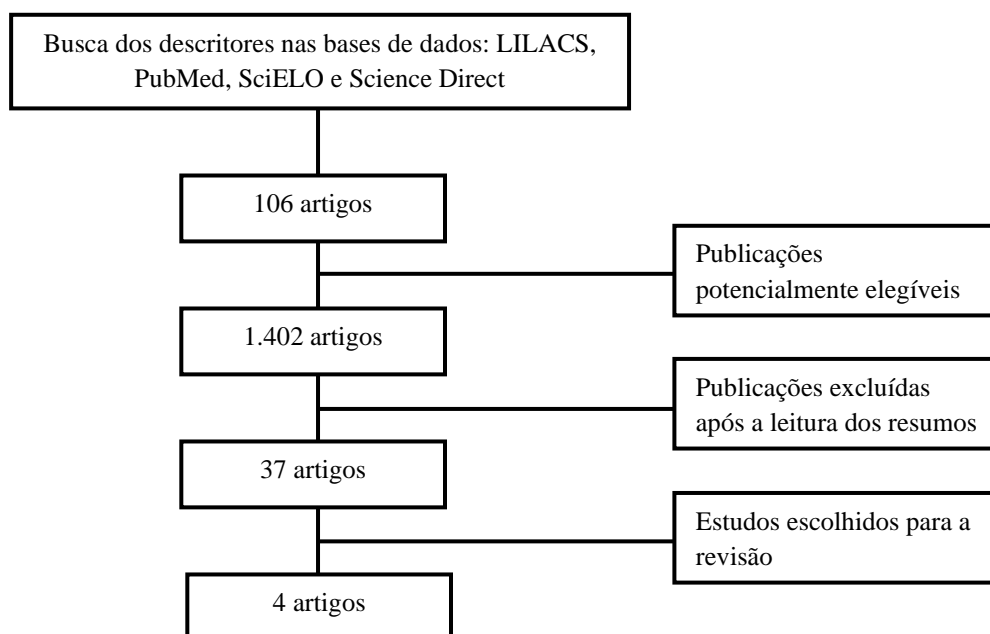 Busca dos descritores nas bases de dados: LILACS,
PubMed, SciELO e Science Direct
106 artigos
Publicações
potencialmente elegíveis
1.402 artigos
Publicações excluídas
após a leitura dos resumos
37 artigos
Estudos escolhidos para a
revisão
4 artigos